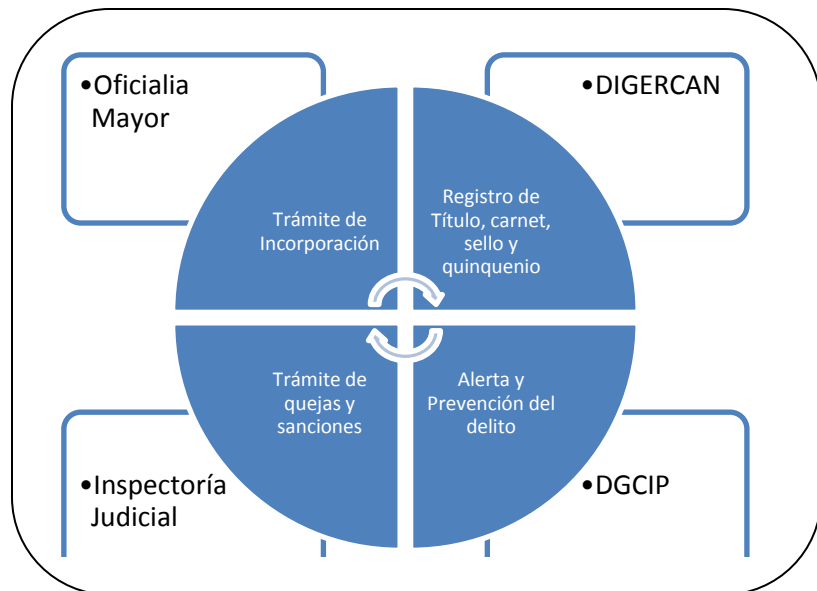 •Oficialia
Mayor
•DIGERCAN
Trámite de
Incorporación
Registro de
Título, carnet,
sello y
quinquenio
Trámite de
quejas y
sanciones
Alerta y
Prevención del
delito
•Inspectoría
Judicial
•DGCIP